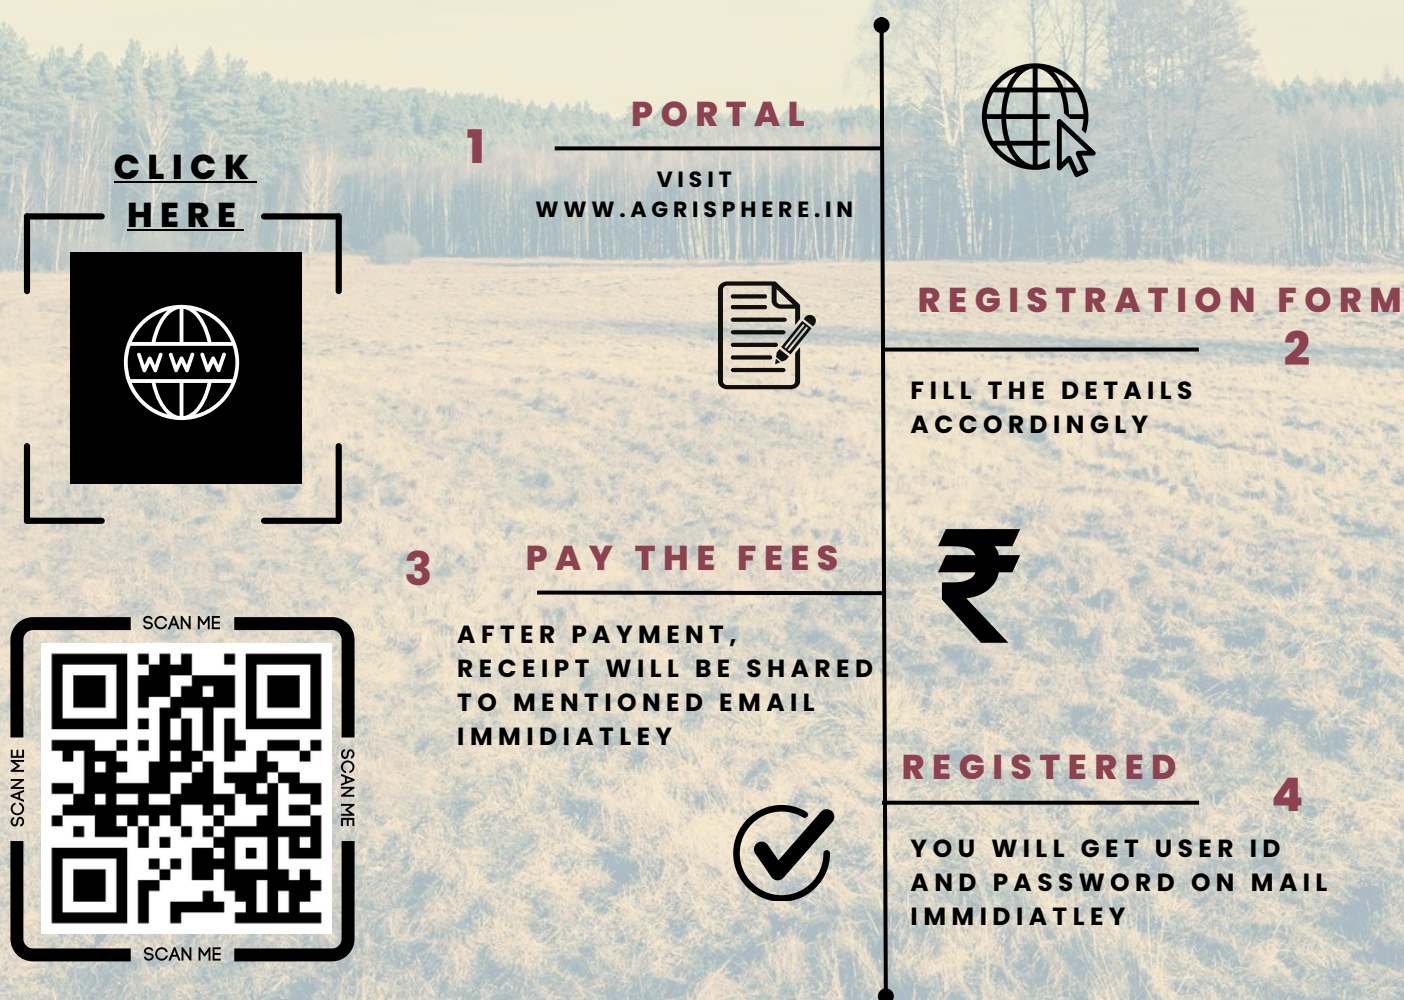 CLICK
HERE
WWW
SCAN ME
SCAN ME
SCAN ME
SCAN ME
1
PORTAL
VISIT
WWW.AGRISPHERE.IN
REGISTRATION FORM
2
FILL THE DETAILS
ACCORDINGLY
3
PAY THE FEES
₹
AFTER PAYMENT,
RECEIPT WILL BE SHARED
TO MENTIONED EMAIL
IMMIDIATLEY
REGISTERED
4
YOU WILL GET USER ID
AND PASSWORD ON MAIL
IMMIDIATLEY